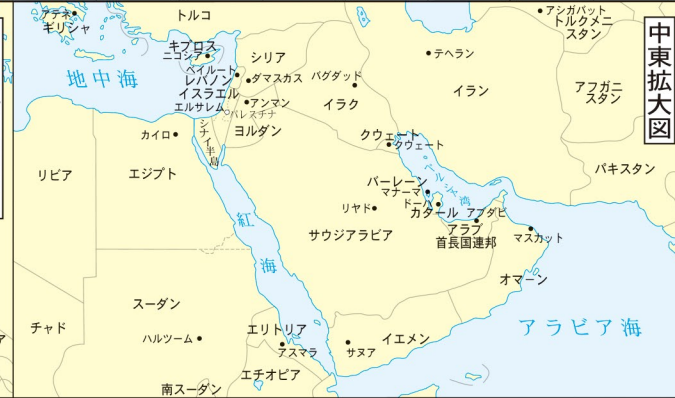 中東拡大図
アテネ
ギリシャ
トルコ
アシガバット
トルクメニ
スタン
地中海
キプロス
ニコシア
ベイルート
レバノン
イスラエル
エルサレム
シリア
ダマスカス
アンマン
パレスチナ
ヨルダン
バグダッド
イラク
テヘラン
イラン
アフガニ
スタン
パキスタン
リビア
カイロ
エジプト
シナイ半島
クウェート
クウェート
ペルシャ湾
バーレーン
マナーマ
ドーハ
カタール
アブダビ
アラブ
首長国連邦
マスカット
オマーン
リヤド
サウジアラビア
紅海
アラビア海
チャド
スーダン
ハルツーム
エリトリア
アスマラ
エチオピア
南スーダン
サヌア
イエメン